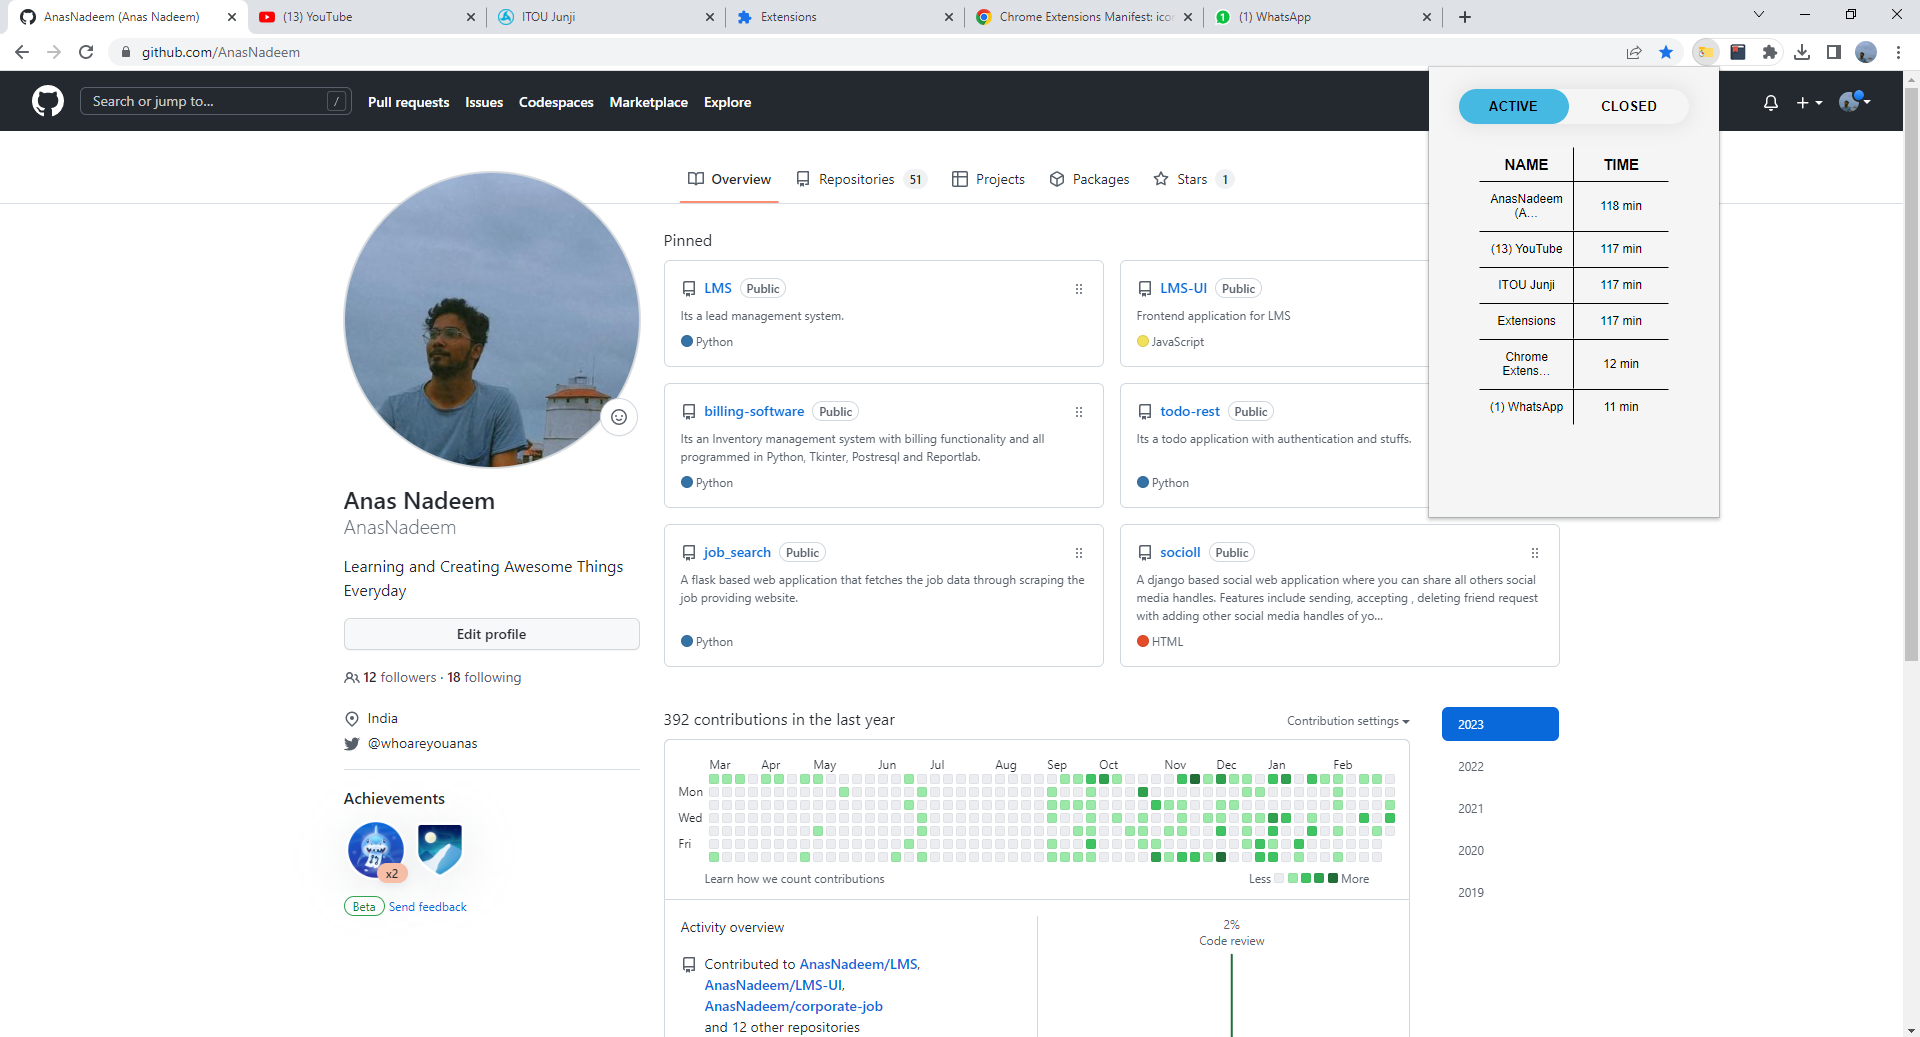 AnasNadeem (Anas Nadeem)
(13) YouTube
ITOU Junji
Extensions
Chrome Extensions Manifest: ico
(1) WhatsApp
github.com/AnasNadeem
Search or jump to...
/
Pull requests
Issues
Codespaces
Marketplace
Explore
ACTIVE
CLOSED
NAME TIME
AnasNadeem
(A...
118 min
(13) YouTube 117 min
ITOU Junji 117 min
Extensions 117 min
Chrome
Extens...
12 min
(1) WhatsApp 11 min
Overview
Repositories 51
Projects
Packages
Stars 1
Anas Nadeem
AnasNadeem
Learning and Creating Awesome Things
Everyday
Edit profile
12 followers · 18 following
India
@whoareyouanas
Achievements
x2
Beta Send feedback
Pinned
LMS Public
Its a lead management system.
Python
LMS-UI Public
Frontend application for LMS
JavaScript
billing-software Public
Its an Inventory management system with billing functionality and all
programmed in Python, Tkinter, Postresql and Reportlab.
Python
todo-rest Public
Its a todo application with authentication and stuffs.
Python
job_search Public
A flask based web application that fetches the job data through scraping the
job providing website.
Python
socioll Public
A django based social web application where you can share all others social
media handles. Features include sending, accepting , deleting friend request
with adding other social media handles of yo...
HTML
392 contributions in the last year
Contribution settings
2023
2022
2021
2020
2019
Mar Apr May Jun Jul Aug Sep Oct Nov Dec Jan Feb
Mon
Wed
Fri
Learn how we count contributions
Less More
Activity overview
Contributed to AnasNadeem/LMS,
AnasNadeem/LMS-UI,
AnasNadeem/corporate-job
and 12 other repositories
2%
Code review